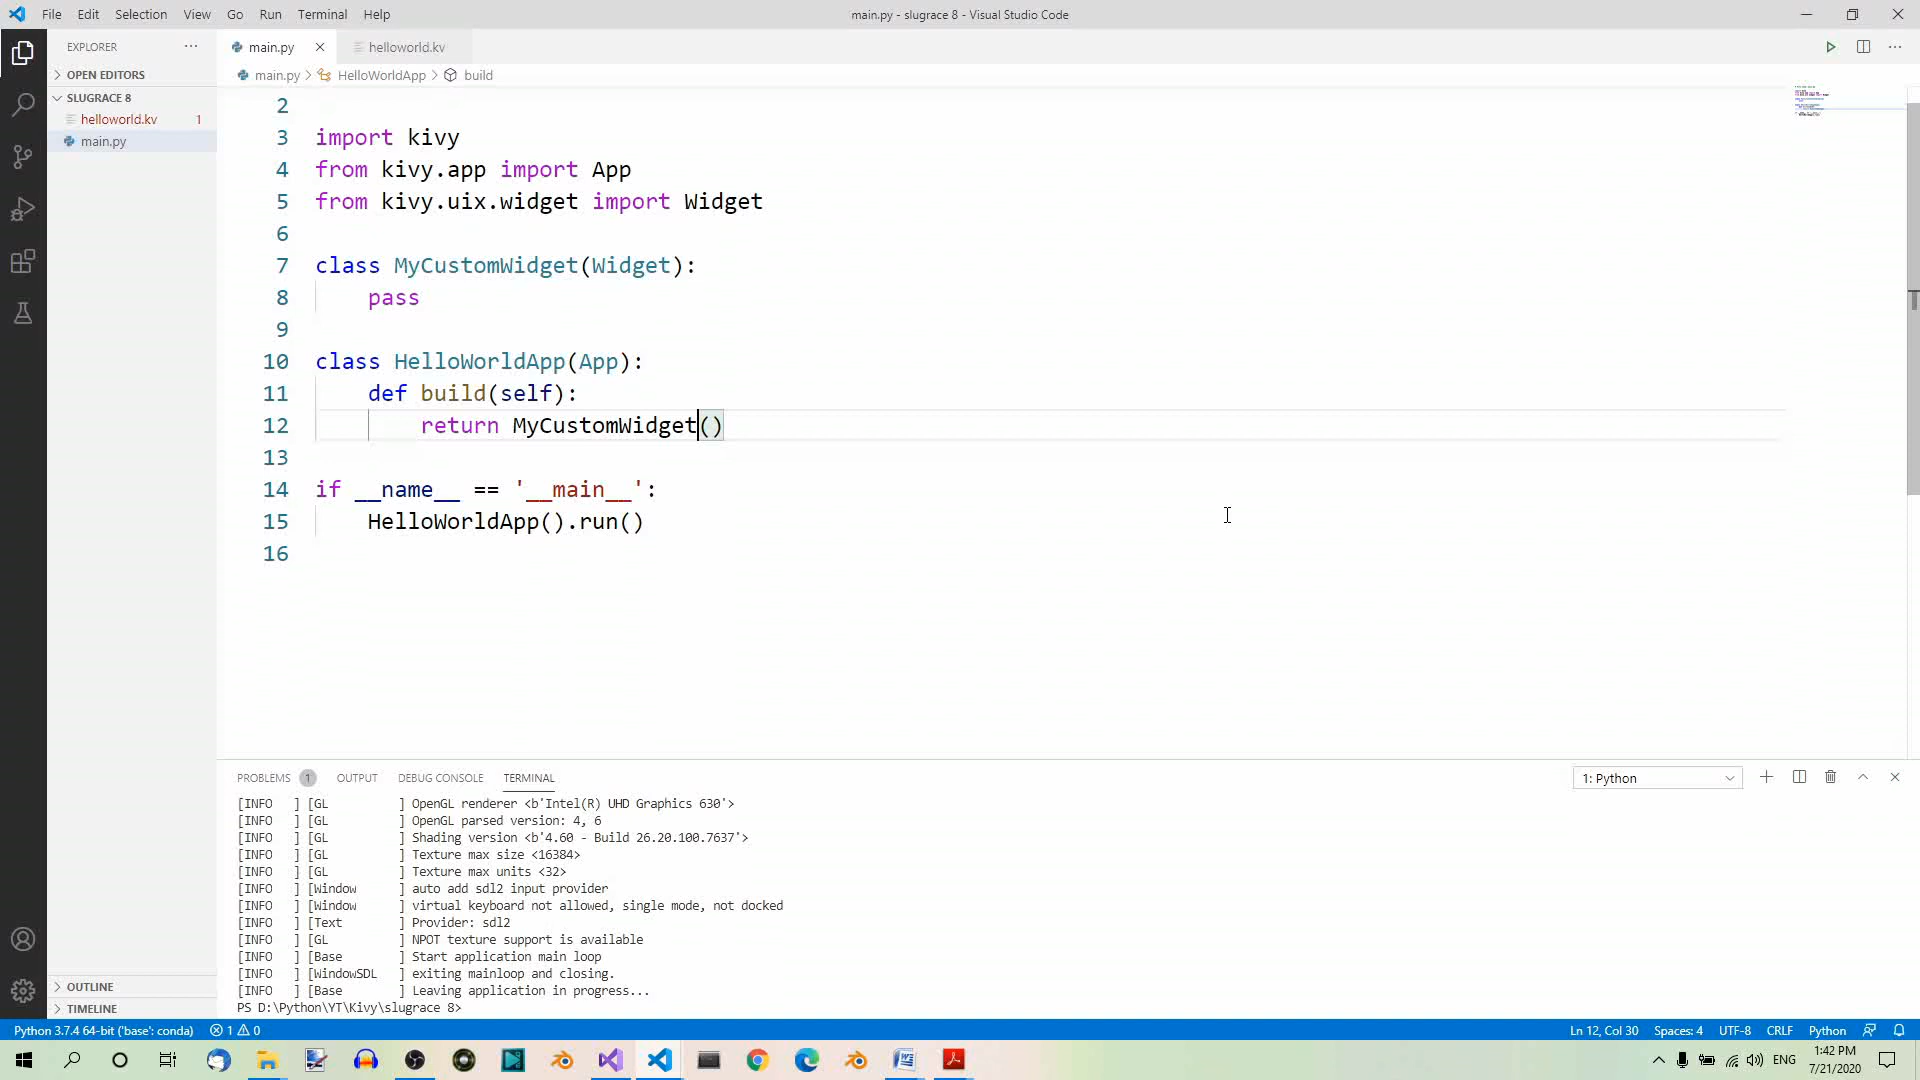 File Edit Selection View Go Run Terminal Help
main.py - slugrace 8 - Visual Studio Code
EXPLORER
OPEN EDITORS
SLUGRACE 8
helloworld.kv 1
main.py
OUTLINE
TIMELINE
main.py helloworld.kv
main.py > HelloWorldApp > build
2
3 import kivy
4 from kivy.app import App
5 from kivy.uix.widget import Widget
6
7 class MyCustomWidget(Widget):
8 pass
9
10 class HelloWorldApp(App):
11 def build(self):
12 return MyCustomWidget()
13
14 if __name__ == '__main__':
15 HelloWorldApp().run()
16
PROBLEMS 1 OUTPUT DEBUG CONSOLE TERMINAL 1: Python
[INFO ] [GL ] OpenGL renderer <b'Intel(R) UHD Graphics 630'>
[INFO ] [GL ] OpenGL parsed version: 4, 6
[INFO ] [GL ] Shading version <b'4.60 - Build 26.20.100.7637'>
[INFO ] [GL ] Texture max size <16384>
[INFO ] [GL ] Texture max units <32>
[INFO ] [Window ] auto add sdl2 input provider
[INFO ] [Window ] virtual keyboard not allowed, single mode, not docked
[INFO ] [Text ] Provider: sdl2
[INFO ] [GL ] NPOT texture support is available
[INFO ] [Base ] Start application main loop
[INFO ] [WindowSDL ] exiting mainloop and closing.
[INFO ] [Base ] Leaving application in progress...
PS D:\Python\YT\Kivy\slugrace 8>
Python 3.7.4 64-bit ('base': conda) 1 0 Ln 12, Col 30 Spaces: 4 UTF-8 CRLF Python
ENG
1:42 PM
7/21/2020